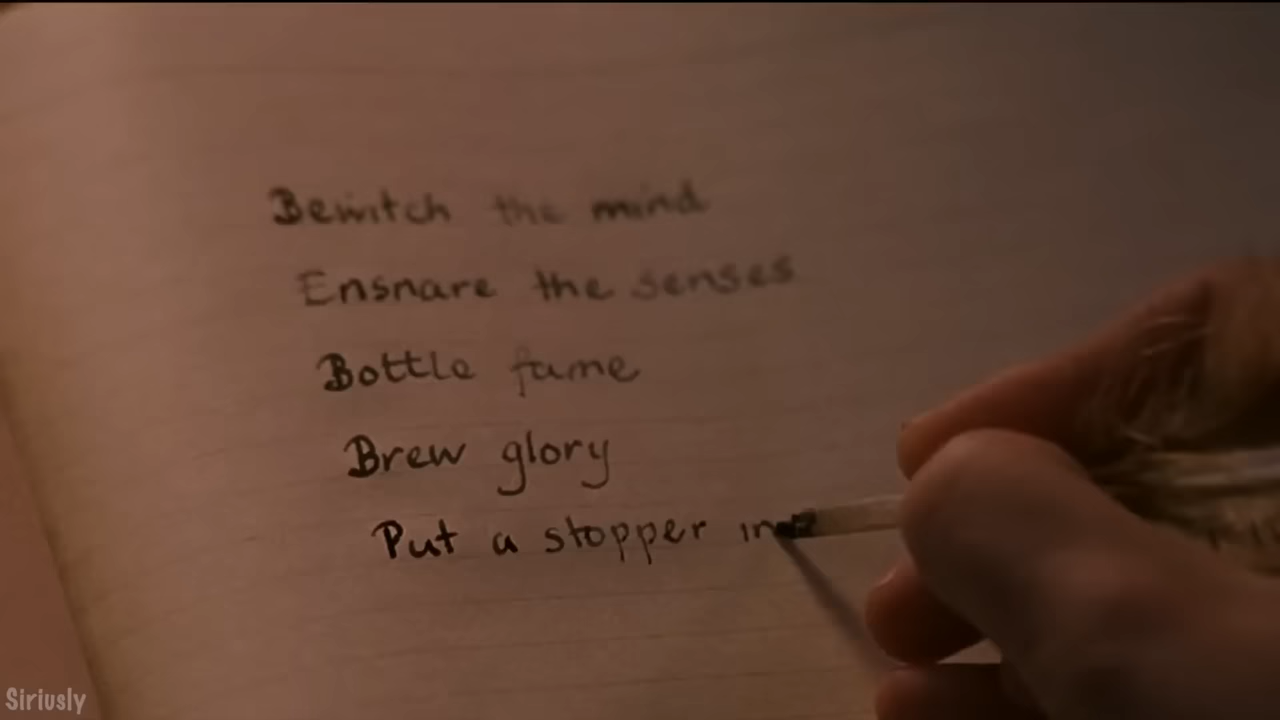 Bewitch the mind
Ensnare the senses
Bottle fame
Brew glory
Put a stopper in
Siriusly